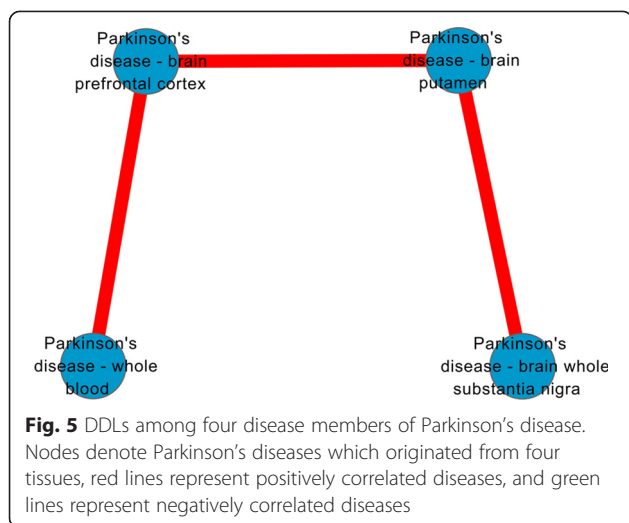 Parkinson's
disease - brain
prefrontal cortex
Parkinson's
disease - brain
putamen
Parkinson's
disease - whole
blood
Parkinson's
disease - brain whole
substantia nigra
Fig. 5 DDLs among four disease members of Parkinson's disease.
Nodes denote Parkinson's diseases which originated from four
tissues, red lines represent positively correlated diseases, and green
lines represent negatively correlated diseases